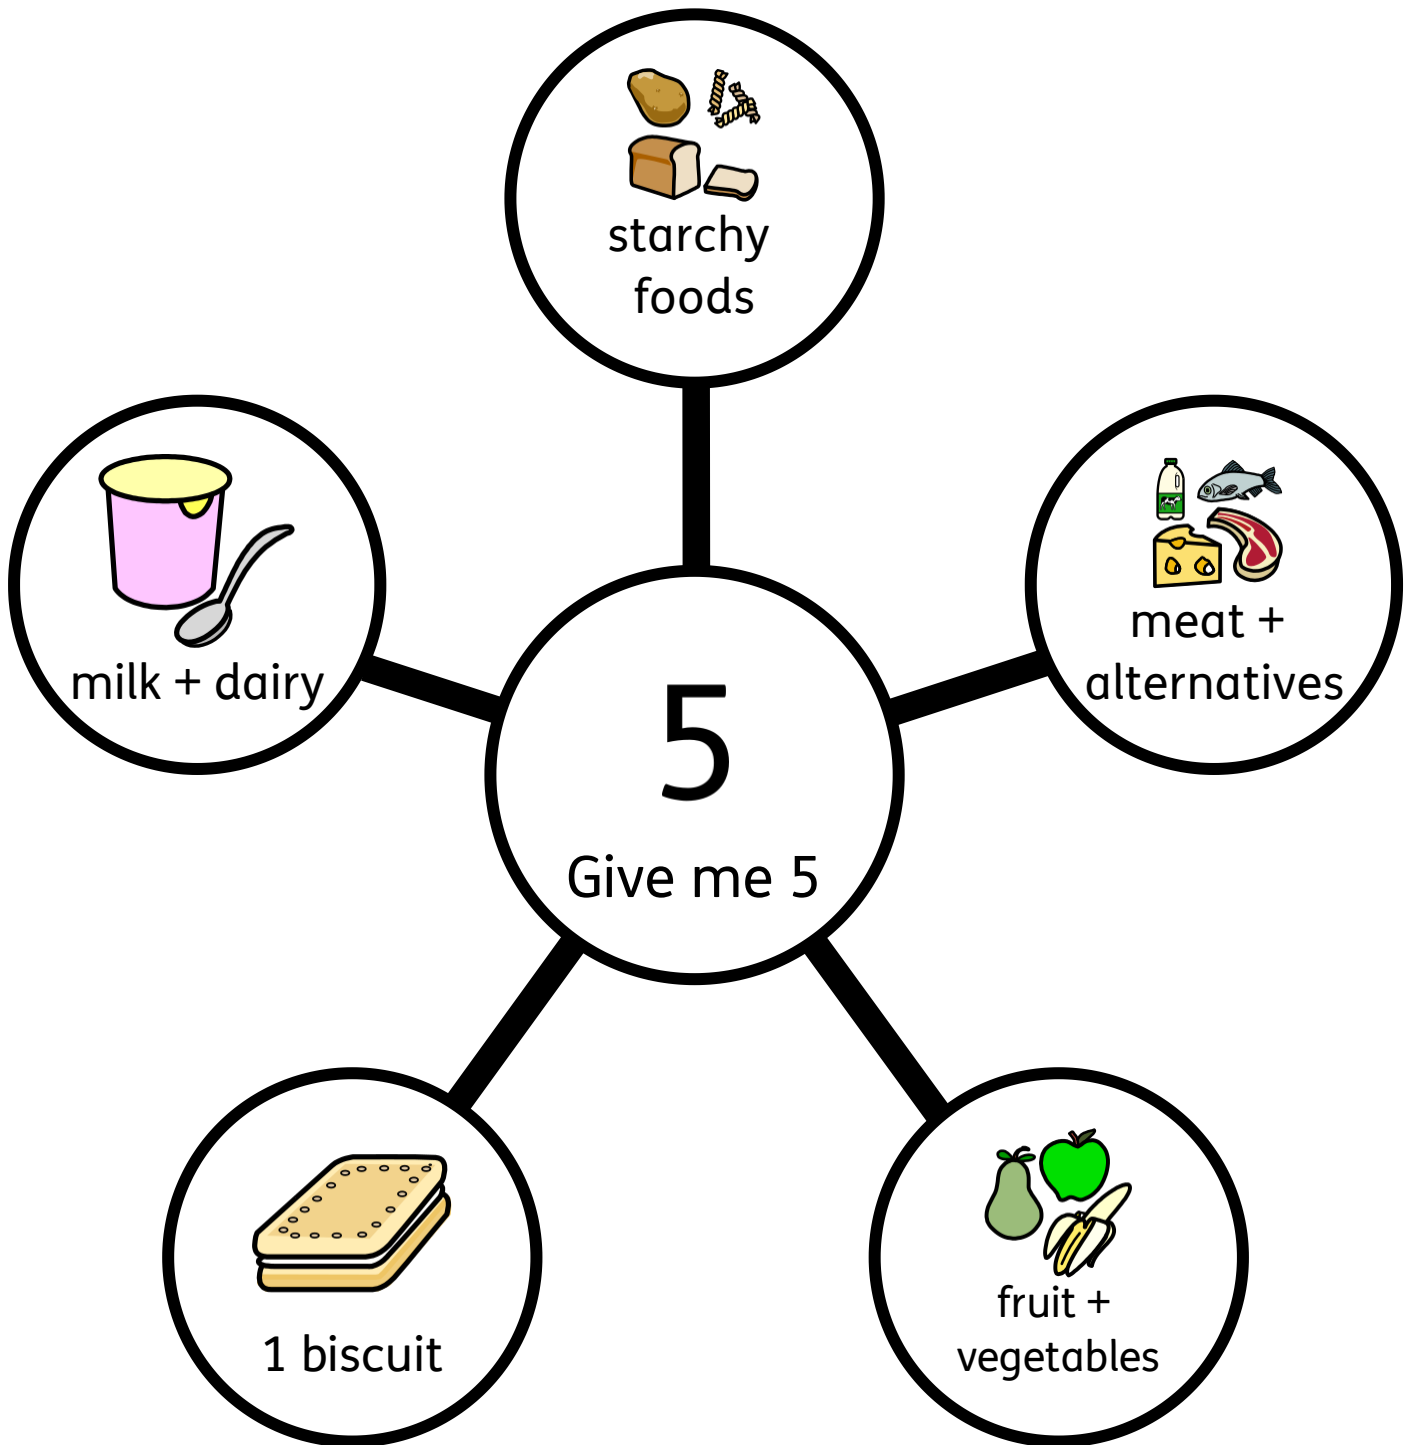 starchy
foods
milk + dairy
meat +
alternatives
5
Give me 5
1 biscuit
fruit +
vegetables